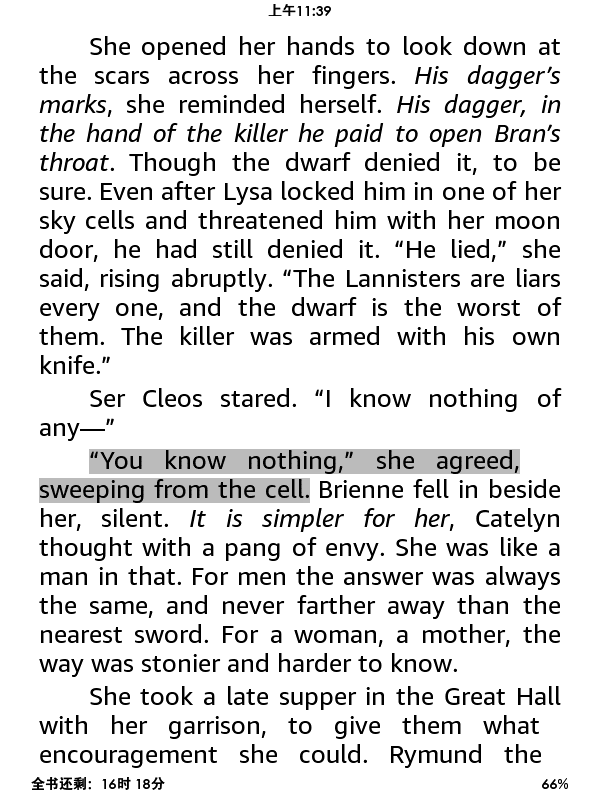 上午11:39
She opened her hands to look down at
the scars across her fingers. His dagger’s
marks, she reminded herself. His dagger, in
the hand of the killer he paid to open Bran’s
throat. Though the dwarf denied it, to be
sure. Even after Lysa locked him in one of her
sky cells and threatened him with her moon
door, he had still denied it. “He lied,” she
said, rising abruptly. “The Lannisters are liars
every one, and the dwarf is the worst of
them. The killer was armed with his own
knife.”
Ser Cleos stared. “I know nothing of
any—”
“You know nothing,” she agreed,
sweeping from the cell. Brienne fell in beside
her, silent. It is simpler for her, Catelyn
thought with a pang of envy. She was like a
man in that. For men the answer was always
the same, and never farther away than the
nearest sword. For a woman, a mother, the
way was stonier and harder to know.
She took a late supper in the Great Hall
with her garrison, to give them what
encouragement she could. Rymund the
全书还剩：16时 18分 66%